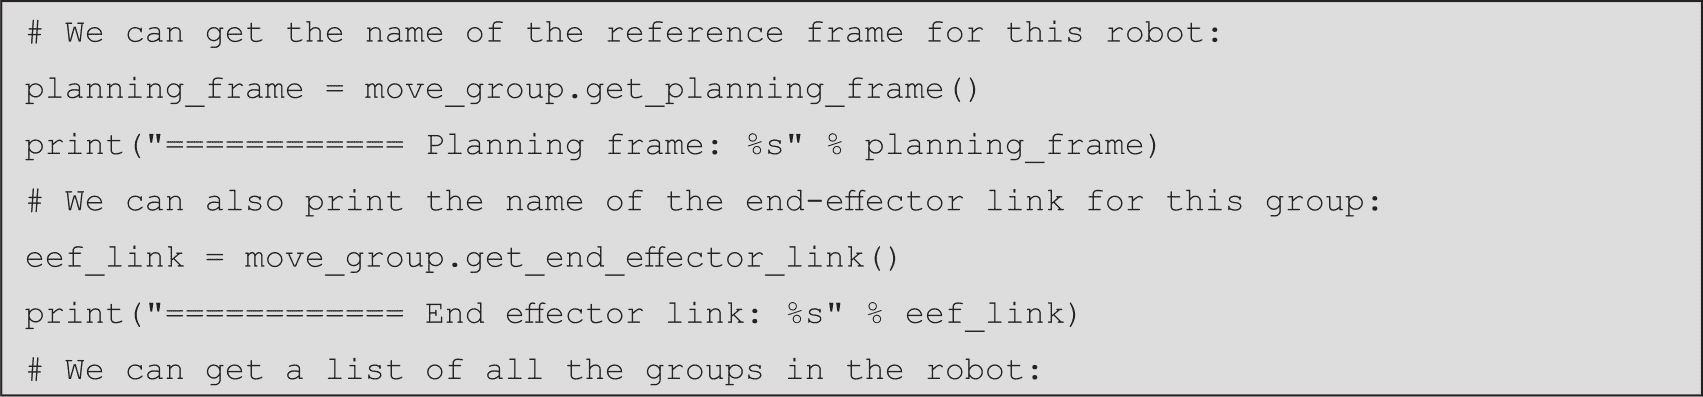 # We can get the name of the reference frame for this robot:
planning_frame = move_group.get_planning_frame()
print("============ Planning frame: %s" % planning_frame)
# We can also print the name of the end-effector link for this group:
eef_link = move_group.get_end_effector_link()
print("============ End effector link: %s" % eef_link)
# We can get a list of all the groups in the robot: